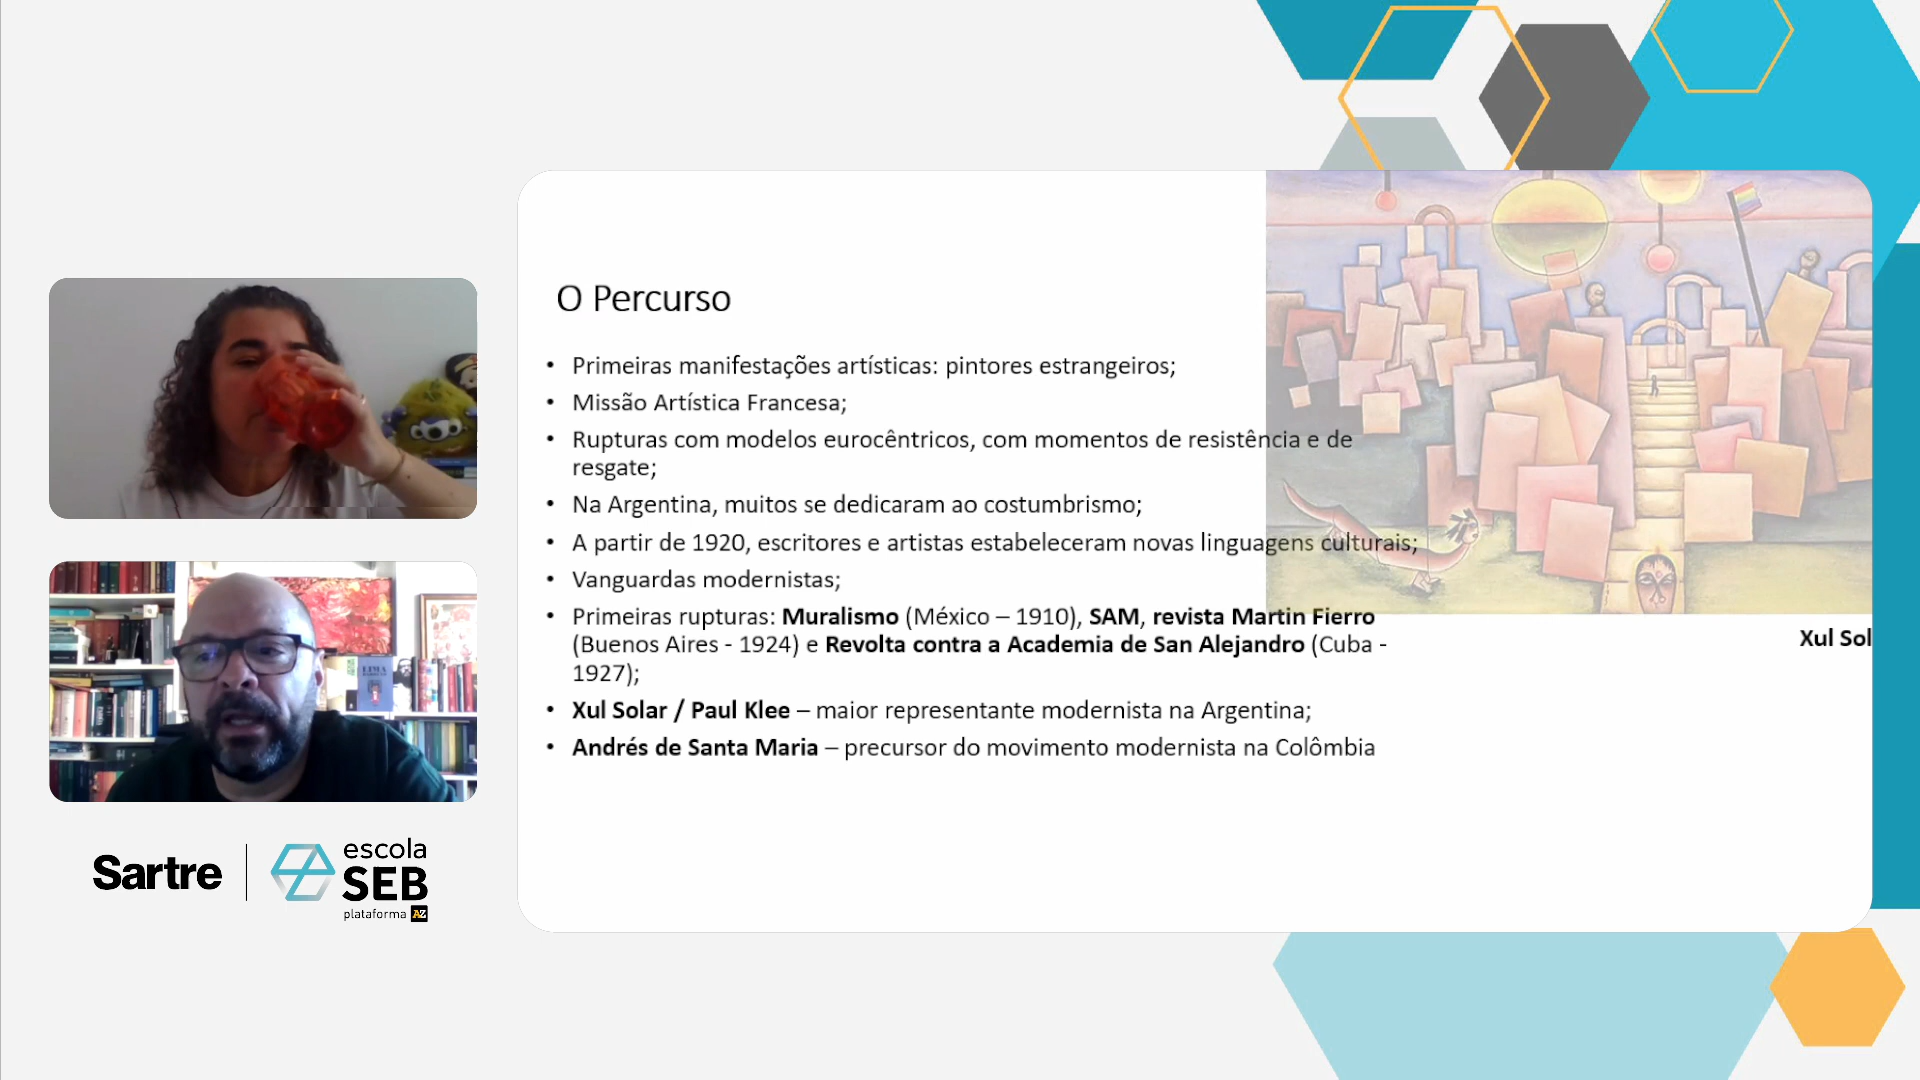 O Percurso
• Primeiras manifestações artísticas: pintores estrangeiros;
• Missão Artística Francesa;
• Rupturas com modelos eurocêntricos, com momentos de resistência e de
resgate;
• Na Argentina, muitos se dedicaram ao costumbrismo;
• A partir de 1920, escritores e artistas estabeleceram novas linguagens culturais;
• Vanguardas modernistas;
• Primeiras rupturas: Muralismo (México – 1910), SAM, revista Martin Fierro
(Buenos Aires - 1924) e Revolta contra a Academia de San Alejandro (Cuba -
1927);
• Xul Solar / Paul Klee – maior representante modernista na Argentina;
• Andrés de Santa Maria – precursor do movimento modernista na Colômbia
Xul Sol
Sartre
escola
SEB
plataforma AZ